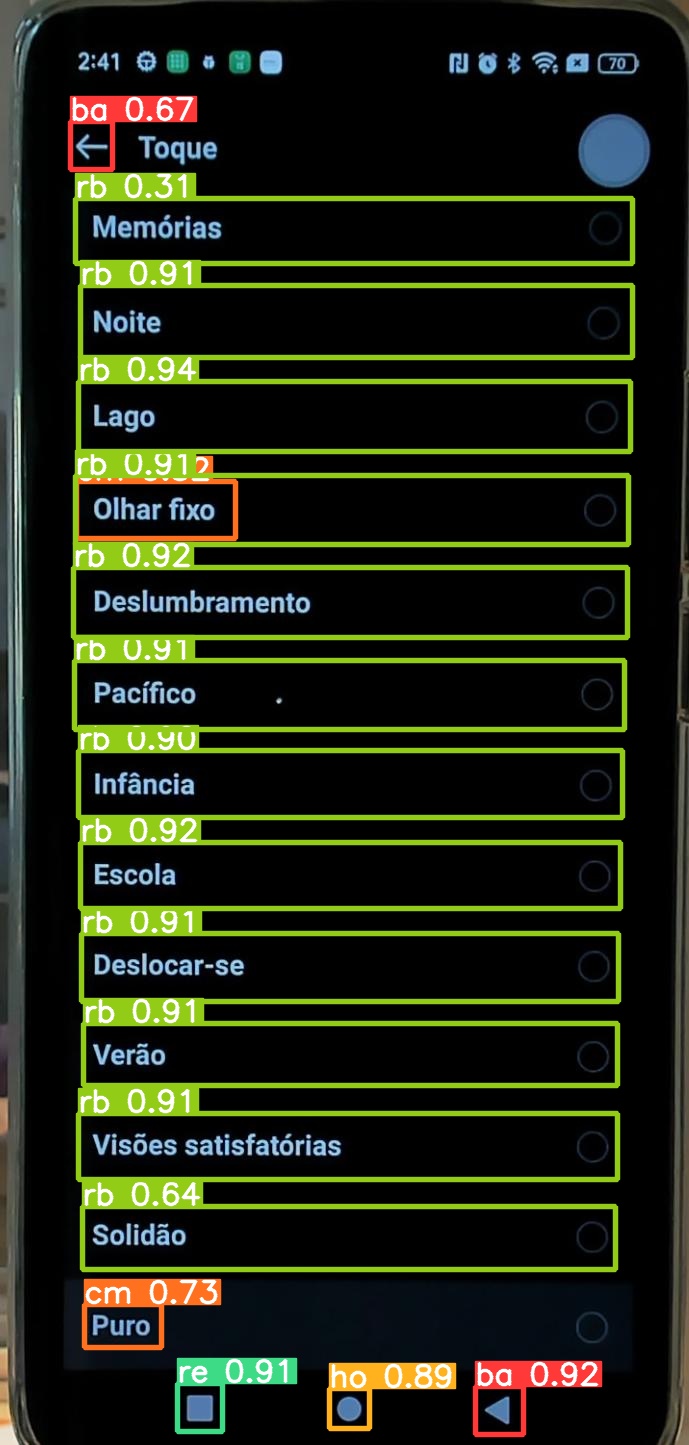 2:41 70
ba 0.67
Toque
rb 0.31
Memórias
rb 0.91
Noite
rb 0.94
Lago
rb 0.91
Olhar fixo
rb 0.92
Deslumbramento
rb 0.91
Pacífico
rb 0.90
Infância
rb 0.92
Escola
rb 0.91
Deslocar-se
rb 0.91
Verão
rb 0.91
Visões satisfatórias
rb 0.64
Solidão
cm 0.73
Puro
re 0.91 ho 0.89 ba 0.92